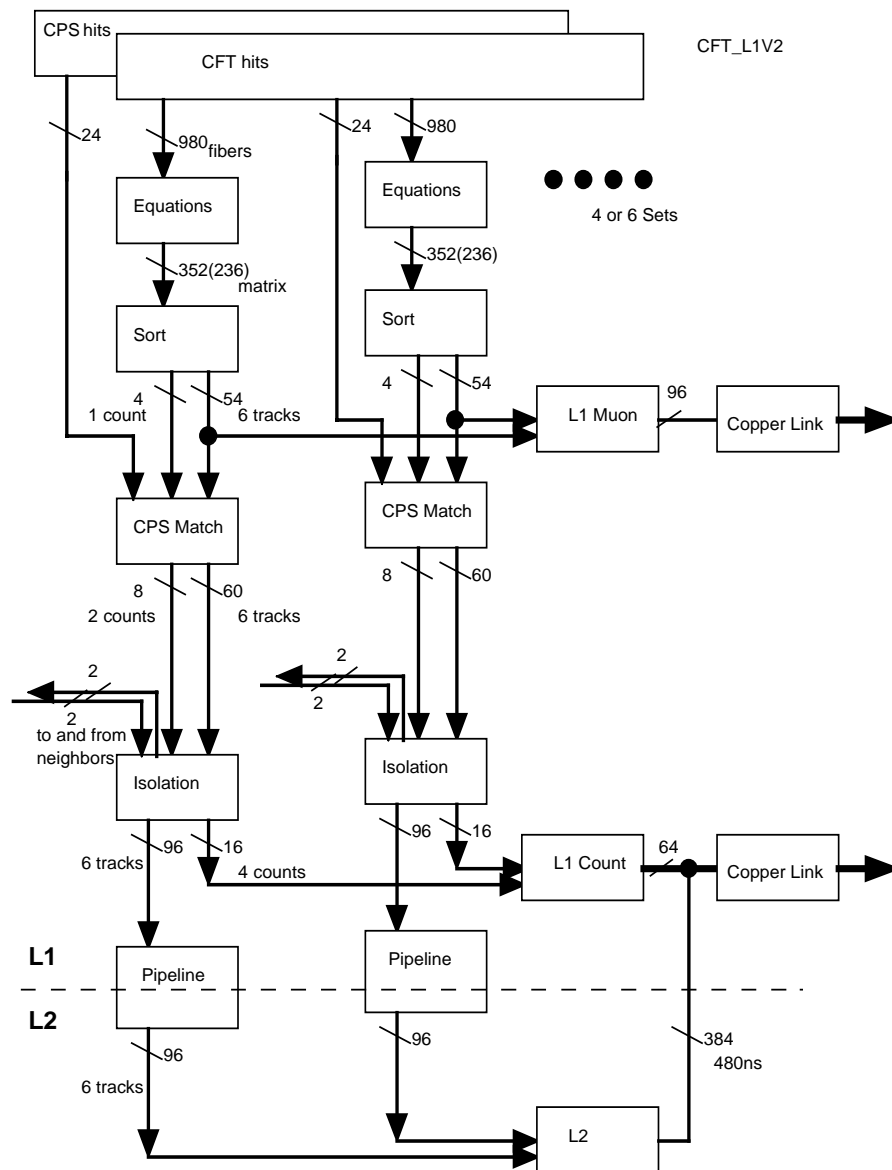 CPS hits
CFT hits
CFT_L1V2
24
980
fibers
24
980
Equations
Equations
4 or 6 Sets
352(236)
matrix
352(236)
Sort
Sort
4
54
4
54
1 count
6 tracks
L1 Muon
96
Copper Link
CPS Match
CPS Match
8
60
8
60
2 counts
6 tracks
2
2
2
2
to and from
neighbors
Isolation
Isolation
96
16
96
16
6 tracks
4 counts
L1 Count
64
Copper Link
L1
Pipeline
Pipeline
L2
96
96
384
480ns
6 tracks
L2